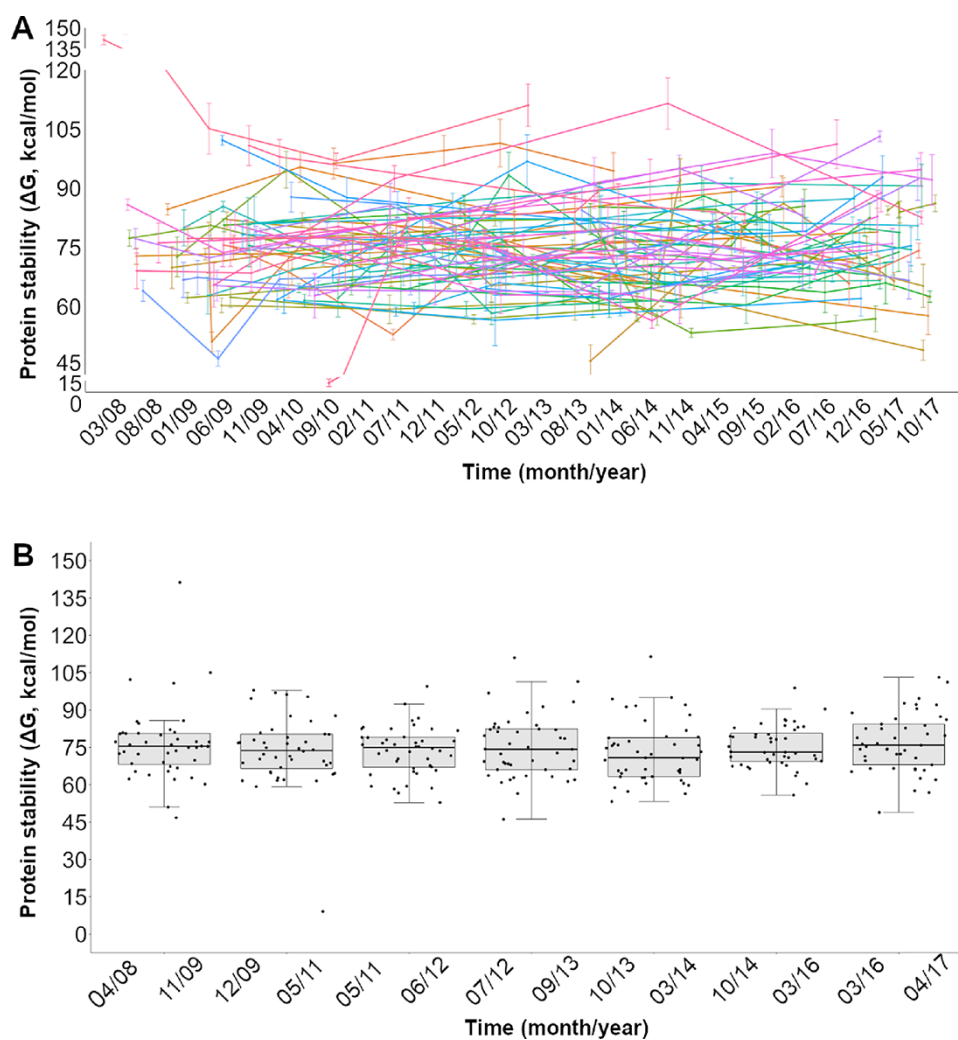 A
Protein stability (ΔG, kcal/mol)
150
135
120
105
90
75
60
45
15
0
03/08 08/08 01/09 06/09 11/09 04/10 09/10 02/11 07/11 12/11 05/12 10/12 03/13 08/13 01/14 06/14 11/14 04/15 09/15 02/16 07/16 12/16 05/17 10/17
Time (month/year)
B
Protein stability (ΔG, kcal/mol)
150
135
120
105
90
75
60
45
30
15
0
04/08 11/09 12/09 05/11 05/11 06/12 07/12 09/13 10/13 03/14 10/14 03/16 03/16 04/17
Time (month/year)